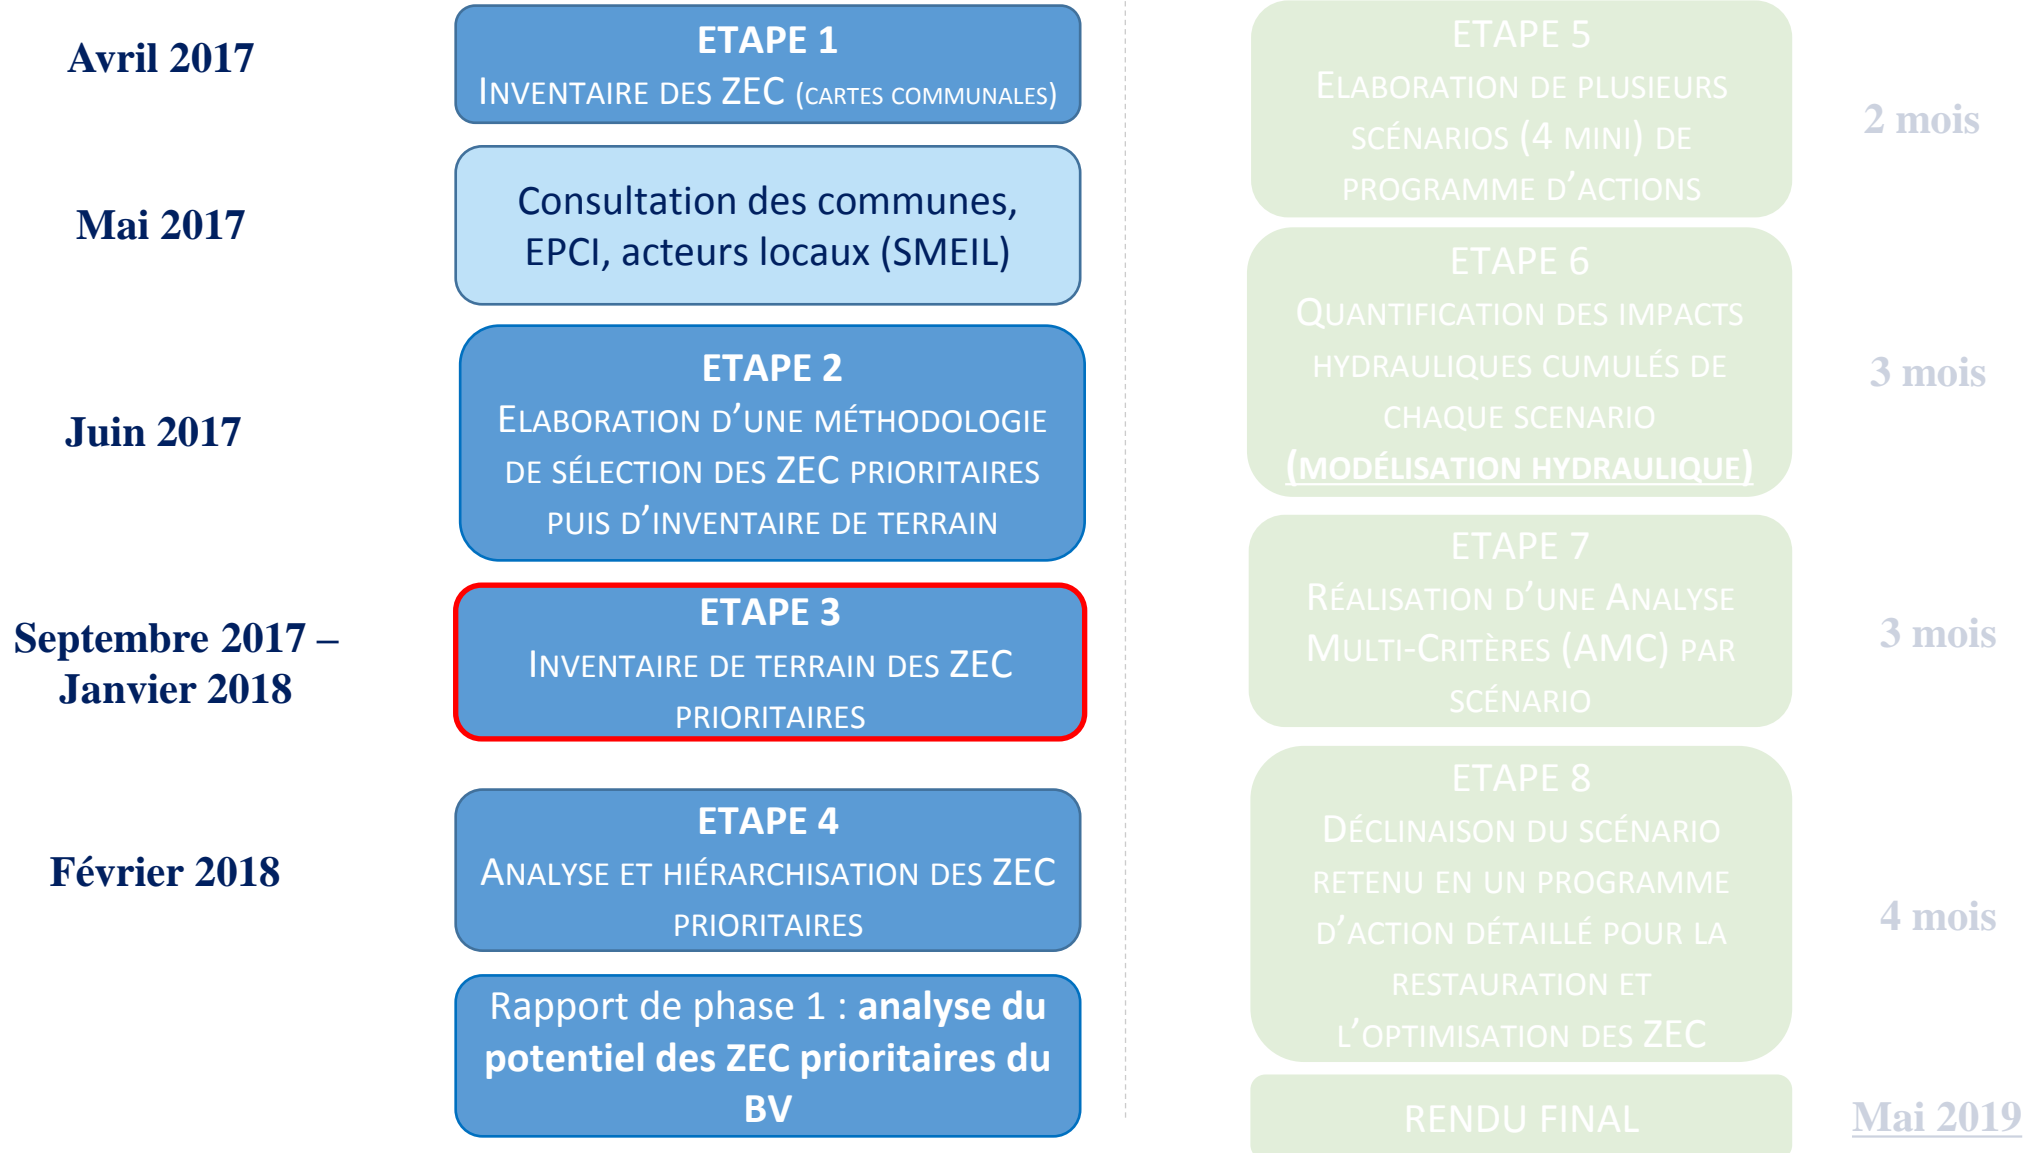 Avril 2017
ETAPE 1
INVENTAIRE DES ZEC (CARTES COMMUNALES)
Mai 2017
Consultation des communes,
EPCI, acteurs locaux (SMEIL)
Juin 2017
ETAPE 2
ELABORATION D’UNE MÉTHODOLOGIE
DE SÉLECTION DES ZEC PRIORITAIRES
PUIS D’INVENTAIRE DE TERRAIN
Septembre 2017 –
Janvier 2018
ETAPE 3
INVENTAIRE DE TERRAIN DES ZEC
PRIORITAIRES
Février 2018
ETAPE 4
ANALYSE ET HIÉRARCHISATION DES ZEC
PRIORITAIRES
Rapport de phase 1 : analyse du
potentiel des ZEC prioritaires du
BV
ETAPE 5
ELABORATION DE PLUSIEURS
SCÉNARIOS (4 MINI) DE
PROGRAMME D’ACTIONS
2 mois
ETAPE 6
QUANTIFICATION DES IMPACTS
HYDRAULIQUES CUMULÉS DE
CHAQUE SCENARIO
(MODÉLISATION HYDRAULIQUE)
3 mois
ETAPE 7
RÉALISATION D’UNE ANALYSE
MULTI-CRITÈRES (AMC) PAR
SCÉNARIO
3 mois
ETAPE 8
DÉCLINAISON DU SCÉNARIO
RETENU EN UN PROGRAMME
D’ACTION DÉTAILLÉ POUR LA
RESTAURATION ET
L’OPTIMISATION DES ZEC
4 mois
RENDU FINAL
Mai 2019